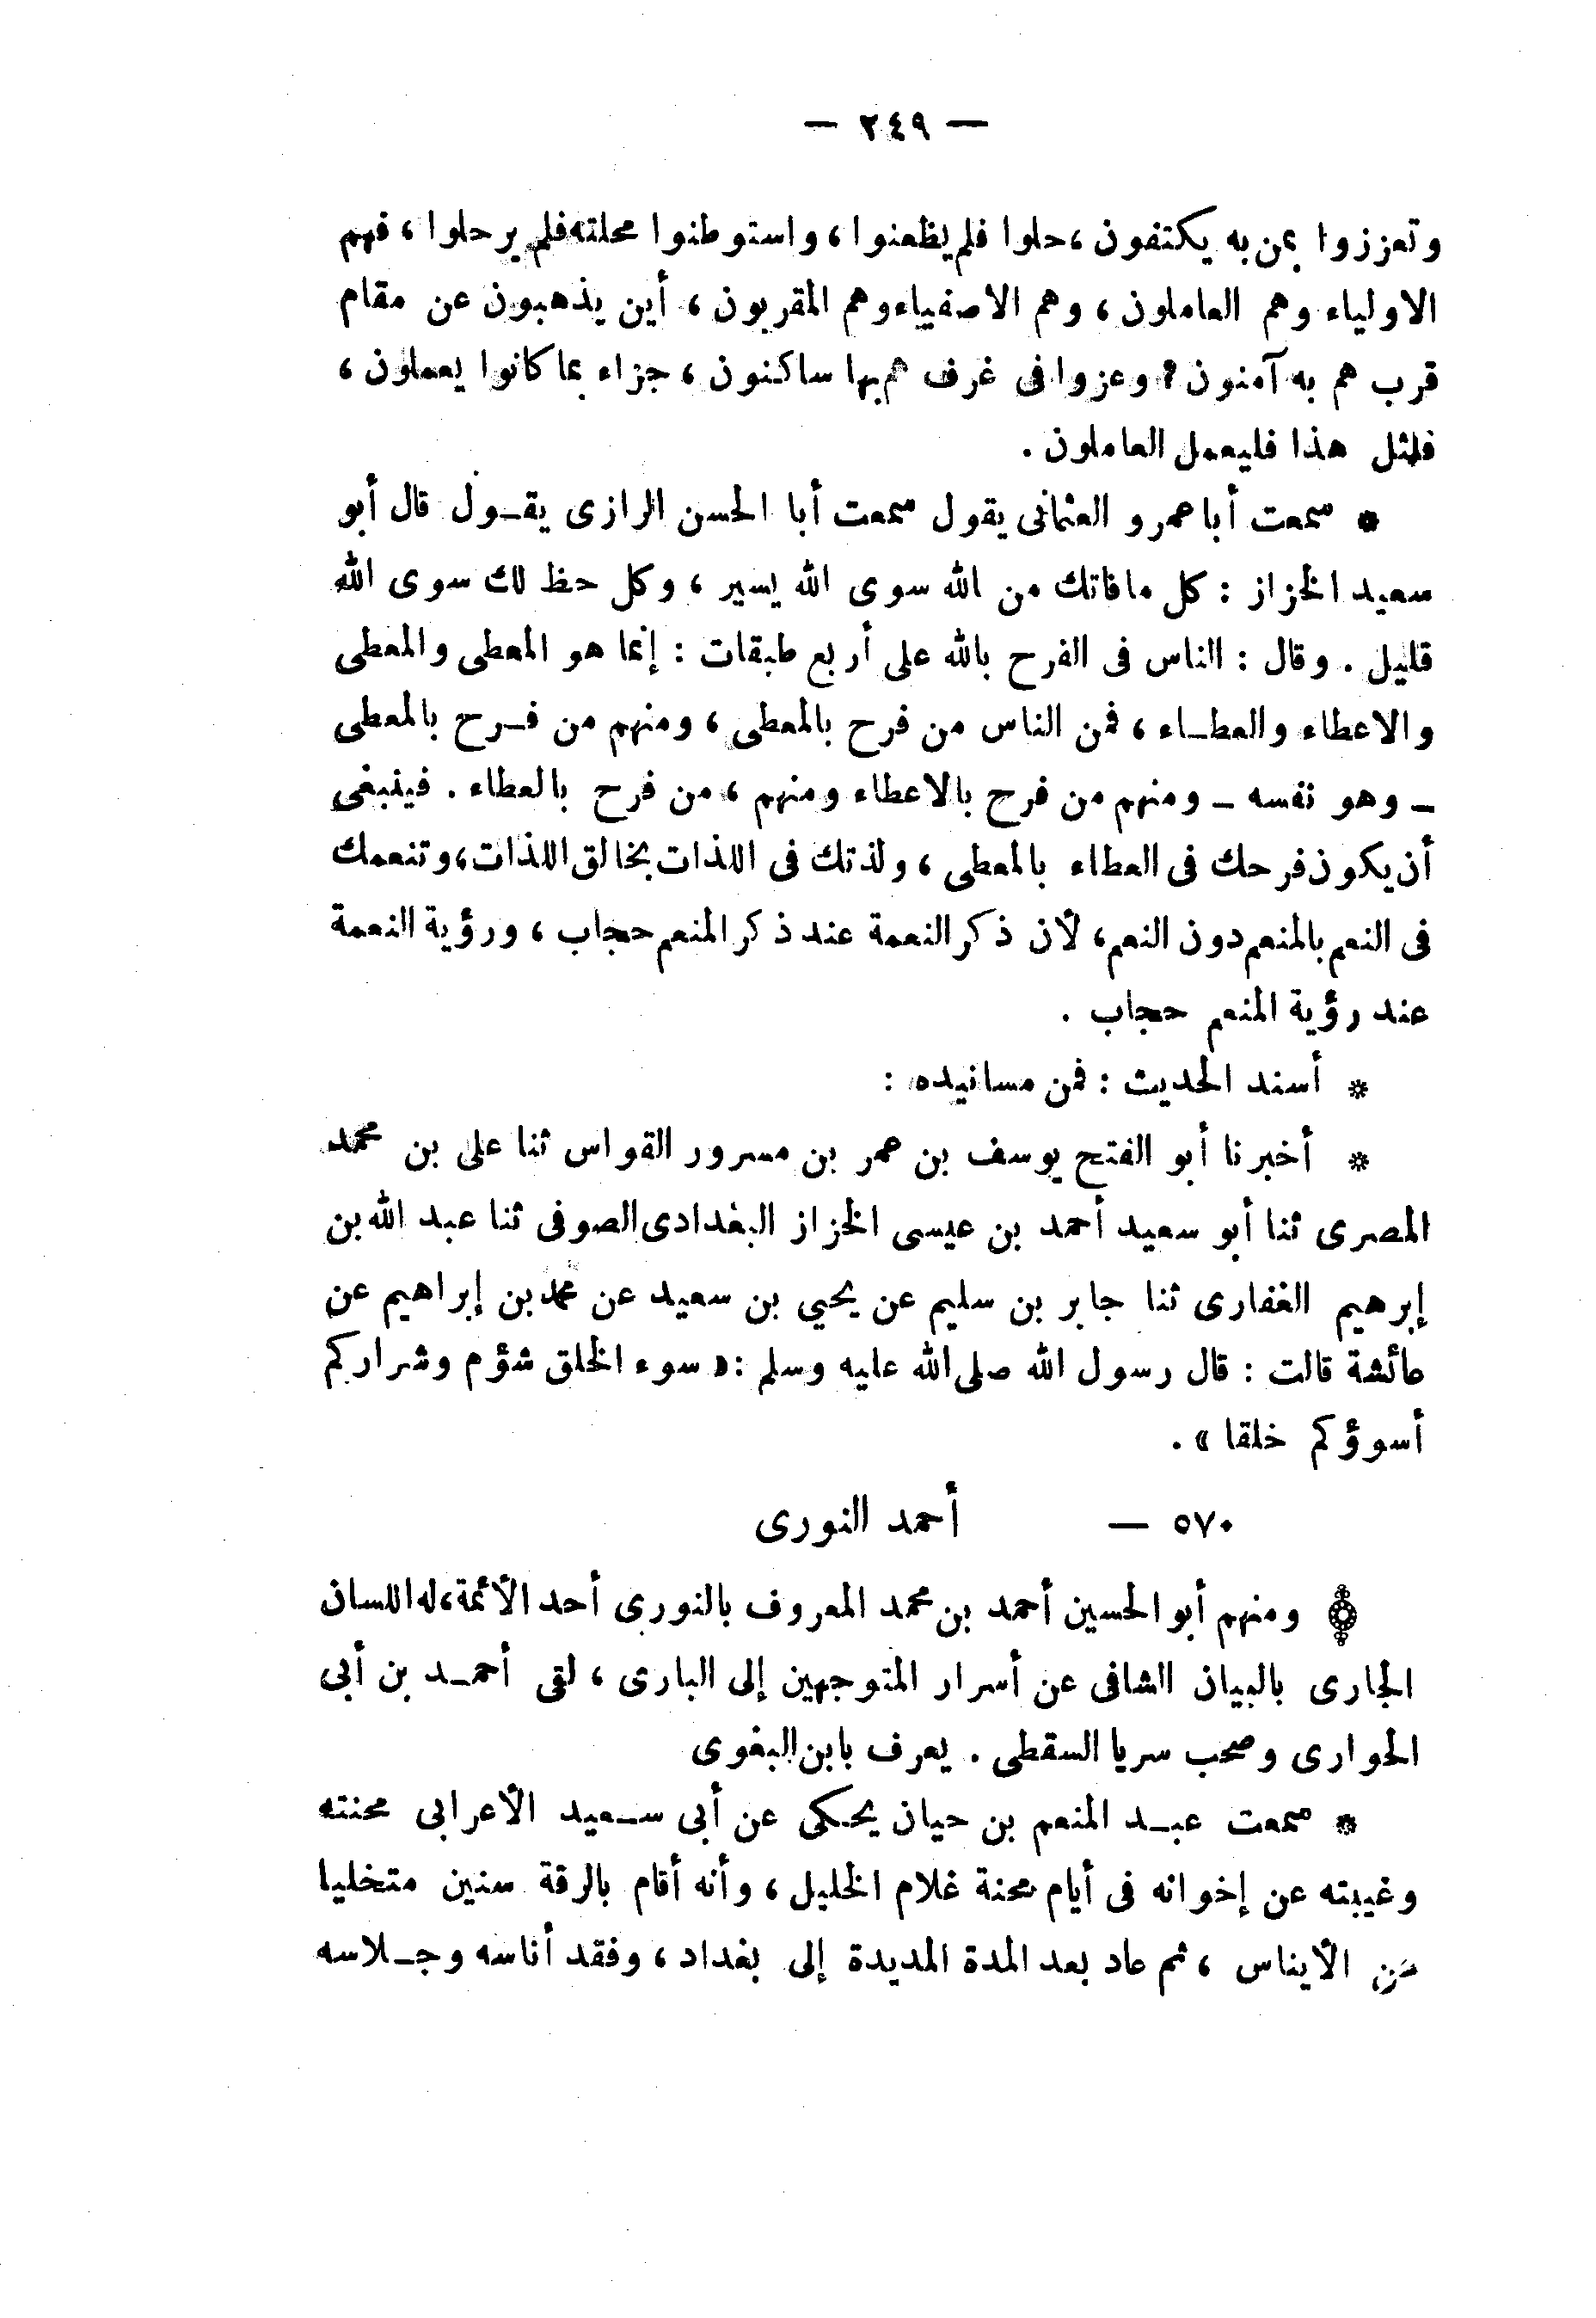 — ٢٤٩ —
وتعززوا بمن به يكتفون ، حلوا فلم يظعنوا ، واستوطنوا محلته فلم يرحلوا ، فهم
الاولياء وهم العاملون ، وهم الاصفياء وهم المقربون ، أين يذهبون عن مقام
قرب هم به آمنون ؟ وعزوا فى غرف هم بها ساكنون ، جزاء بما كانوا يعملون ،
فلمثل هذا فليعمل العاملون .
* سمعت أبا عمرو العثمانى يقول سمعت أبا الحسن الرازى يقـول قال أبو
سعيد الخزاز : كل ما فاتك من الله سوى الله يسير ، وكل حظ لك سوى الله
قليل . وقال : الناس فى الفرح بالله على أربع طبقات : إنما هو المعطى والمعطى
والاعطاء والعطـاء ، فمن الناس من فرح بالمعطى ، ومنهم من فـرح بالمعطى
ـ وهو نفسه ـ ومنهم من فرح بالاعطاء ومنهم ، من فرح بالعطاء . فينبغى
أن يكون فرحك فى العطاء بالمعطى ، ولذتك فى اللذات بخالق اللذات ، وتنعمك
فى النعم بالمنعم دون النعم ، لأن ذكر النعمة عند ذكر المنعم حجاب ، ورؤية النعمة
عند رؤية المنعم حجاب .
* أسند الحديث : فمن مسانيده :
* أخبرنا أبو الفتح يوسف بن عمر بن مسرور القواس ثنا على بن محمد
المصرى ثنا أبو سعيد أحمد بن عيسى الخزاز البغدادى الصوفى ثنا عبد الله بن
إبرهيم الغفارى ثنا جابر بن سليم عن يحيي بن سعيد عن محمد بن إبراهيم عن
عائشة قالت : قال رسول الله صلى الله عليه وسلم : « سوء الخلق شؤم وشراركم
أسوؤكم خلقا » .
٥٧٠ — أحمد النورى
ومنهم أبو الحسين أحمد بن محمد المعروف بالنورى أحد الأئمة ، له اللسان
الجارى بالبيان الشافى عن أسرار المتوجهين إلى البارى ، لقى أحمـد بن أبى
الحوارى وصحب سريا السقطى . يعرف بابن البغوى
* سمعت عبـد المنعم بن حيان يحكى عن أبى سـعيد الأعرابى محنته
وغيبته عن إخوانه فى أيام محنة غلام الخليل ، وأنه أقام بالرقة سنين متخليا
عن الأيناس ، ثم عاد بعد المدة المديدة إلى بغداد ، وفقد أناسه وجـلاسه